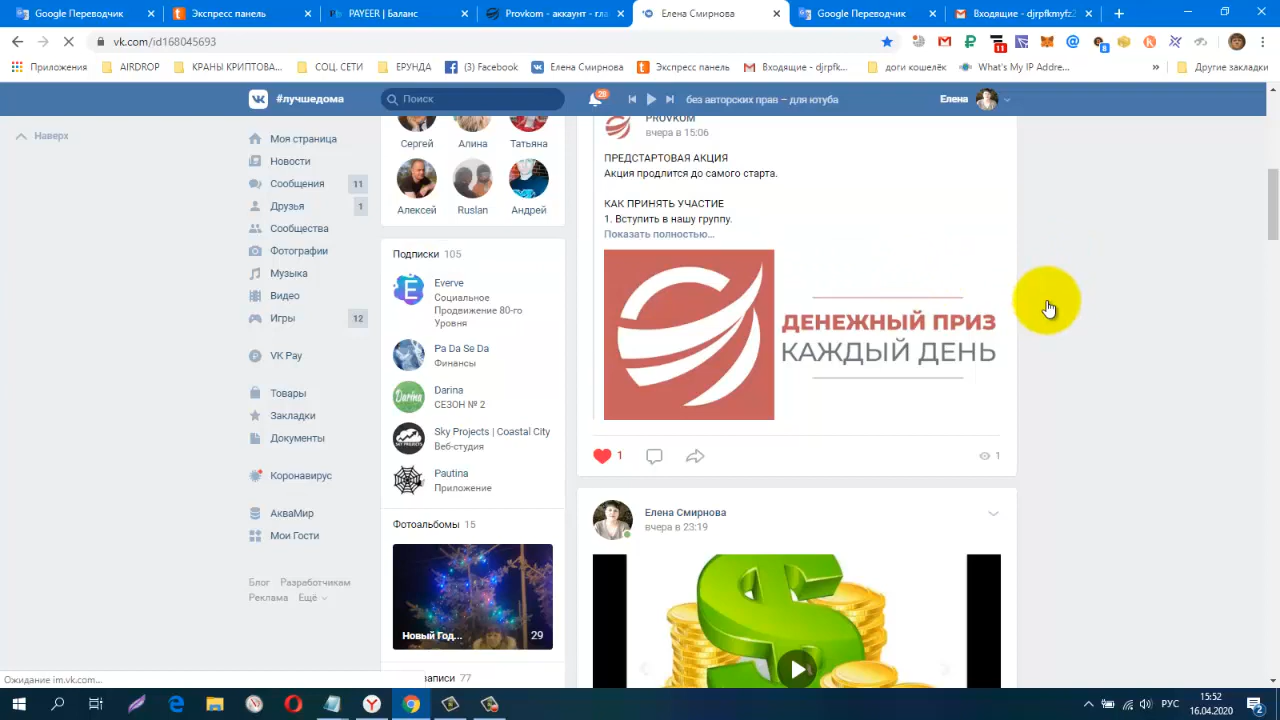 Google Переводчик
Экспресс панель
PAYEER | Баланс
Provkom - аккаунт - гла
Елена Смирнова
Google Переводчик
Входящие - djrpfkmyfz2
vk.com/id168045693
11
8
Приложения
AIRDROP
КРАНЫ КРИПТОВА...
СОЦ. СЕТИ
ЕРУНДА
(3) Facebook
Елена Смирнова
Экспресс панель
Входящие - djrpfk...
доги кошелёк
What's My IP Addre...
»
Другие закладки
#лучшедома
Поиск
28
без авторских прав – для ютуба
Елена
Наверх
Моя страница
Новости
Сообщения 11
Друзья 1
Сообщества
Фотографии
Музыка
Видео
Игры 12
VK Pay
Товары
Закладки
Документы
Коронавирус
АкваМир
Мои Гости
Блог Разработчикам
Реклама Ещё
Сергей Алина Татьяна
Алексей Ruslan Андрей
Подписки 105
E
Everve
Социальное
Продвижение 80-го
Уровня
Pa Da Se Da
Финансы
Darina
Darina
СЕЗОН № 2
Sky Projects | Coastal City
Веб-студия
Pautina
Приложение
Фотоальбомы 15
Новый Год... 29
записи 77
PROVKOM
вчера в 15:06
ПРЕДСТАРТОВАЯ АКЦИЯ
Акция продлится до самого старта.
КАК ПРИНЯТЬ УЧАСТИЕ
1. Вступить в нашу группу.
Показать полностью...
ДЕНЕЖНЫЙ ПРИЗ
КАЖДЫЙ ДЕНЬ
1
1
Елена Смирнова
вчера в 23:19
Ожидание im.vk.com...
РУС
15:52
16.04.2020
2